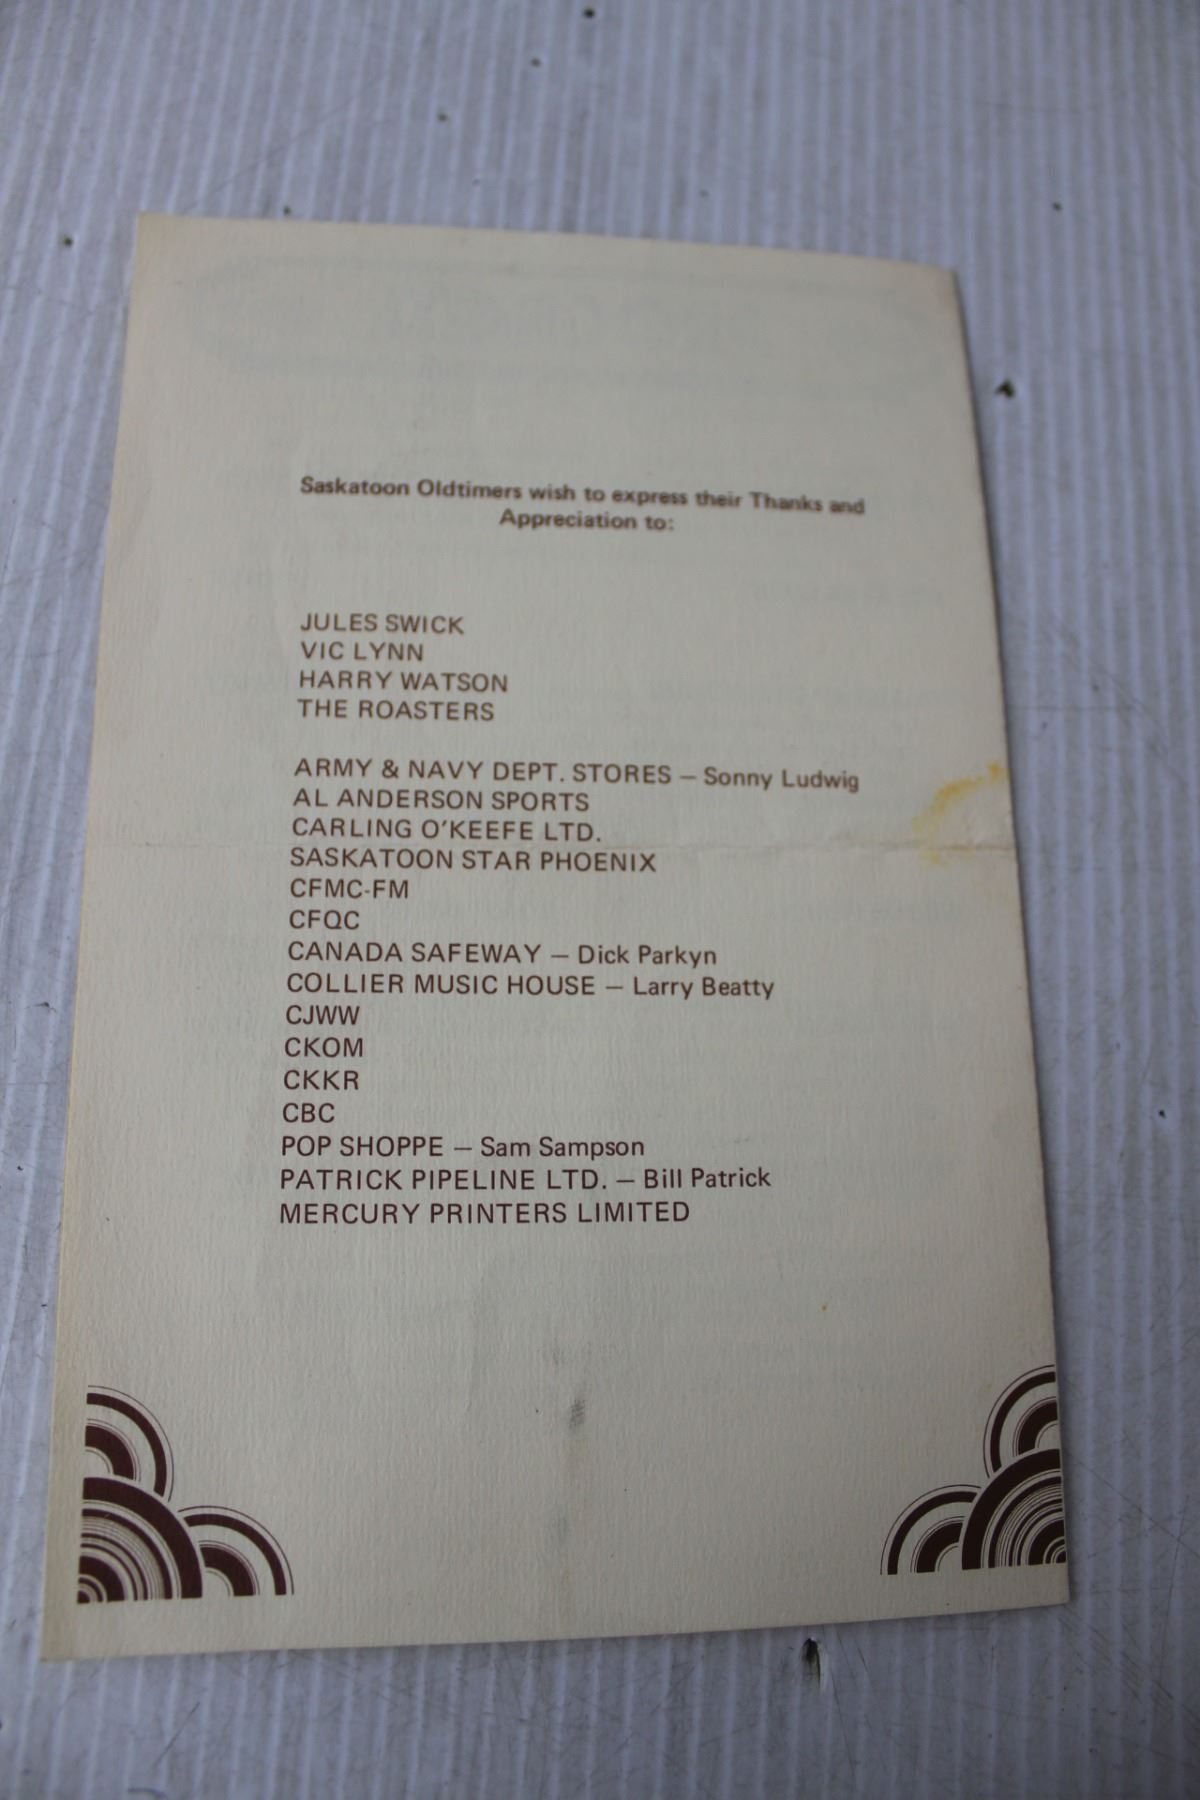 Saskatoon Oldtimers wish to express their Thanks and
Appreciation to:
JULES SWICK
VIC LYNN
HARRY WATSON
THE ROASTERS
ARMY & NAVY DEPT. STORES — Sonny Ludwig
AL ANDERSON SPORTS
CARLING O'KEEFE LTD.
SASKATOON STAR PHOENIX
CFMC-FM
CFQC
CANADA SAFEWAY — Dick Parkyn
COLLIER MUSIC HOUSE — Larry Beatty
CJWW
CKOM
CKKR
CBC
POP SHOPPE — Sam Sampson
PATRICK PIPELINE LTD. — Bill Patrick
MERCURY PRINTERS LIMITED